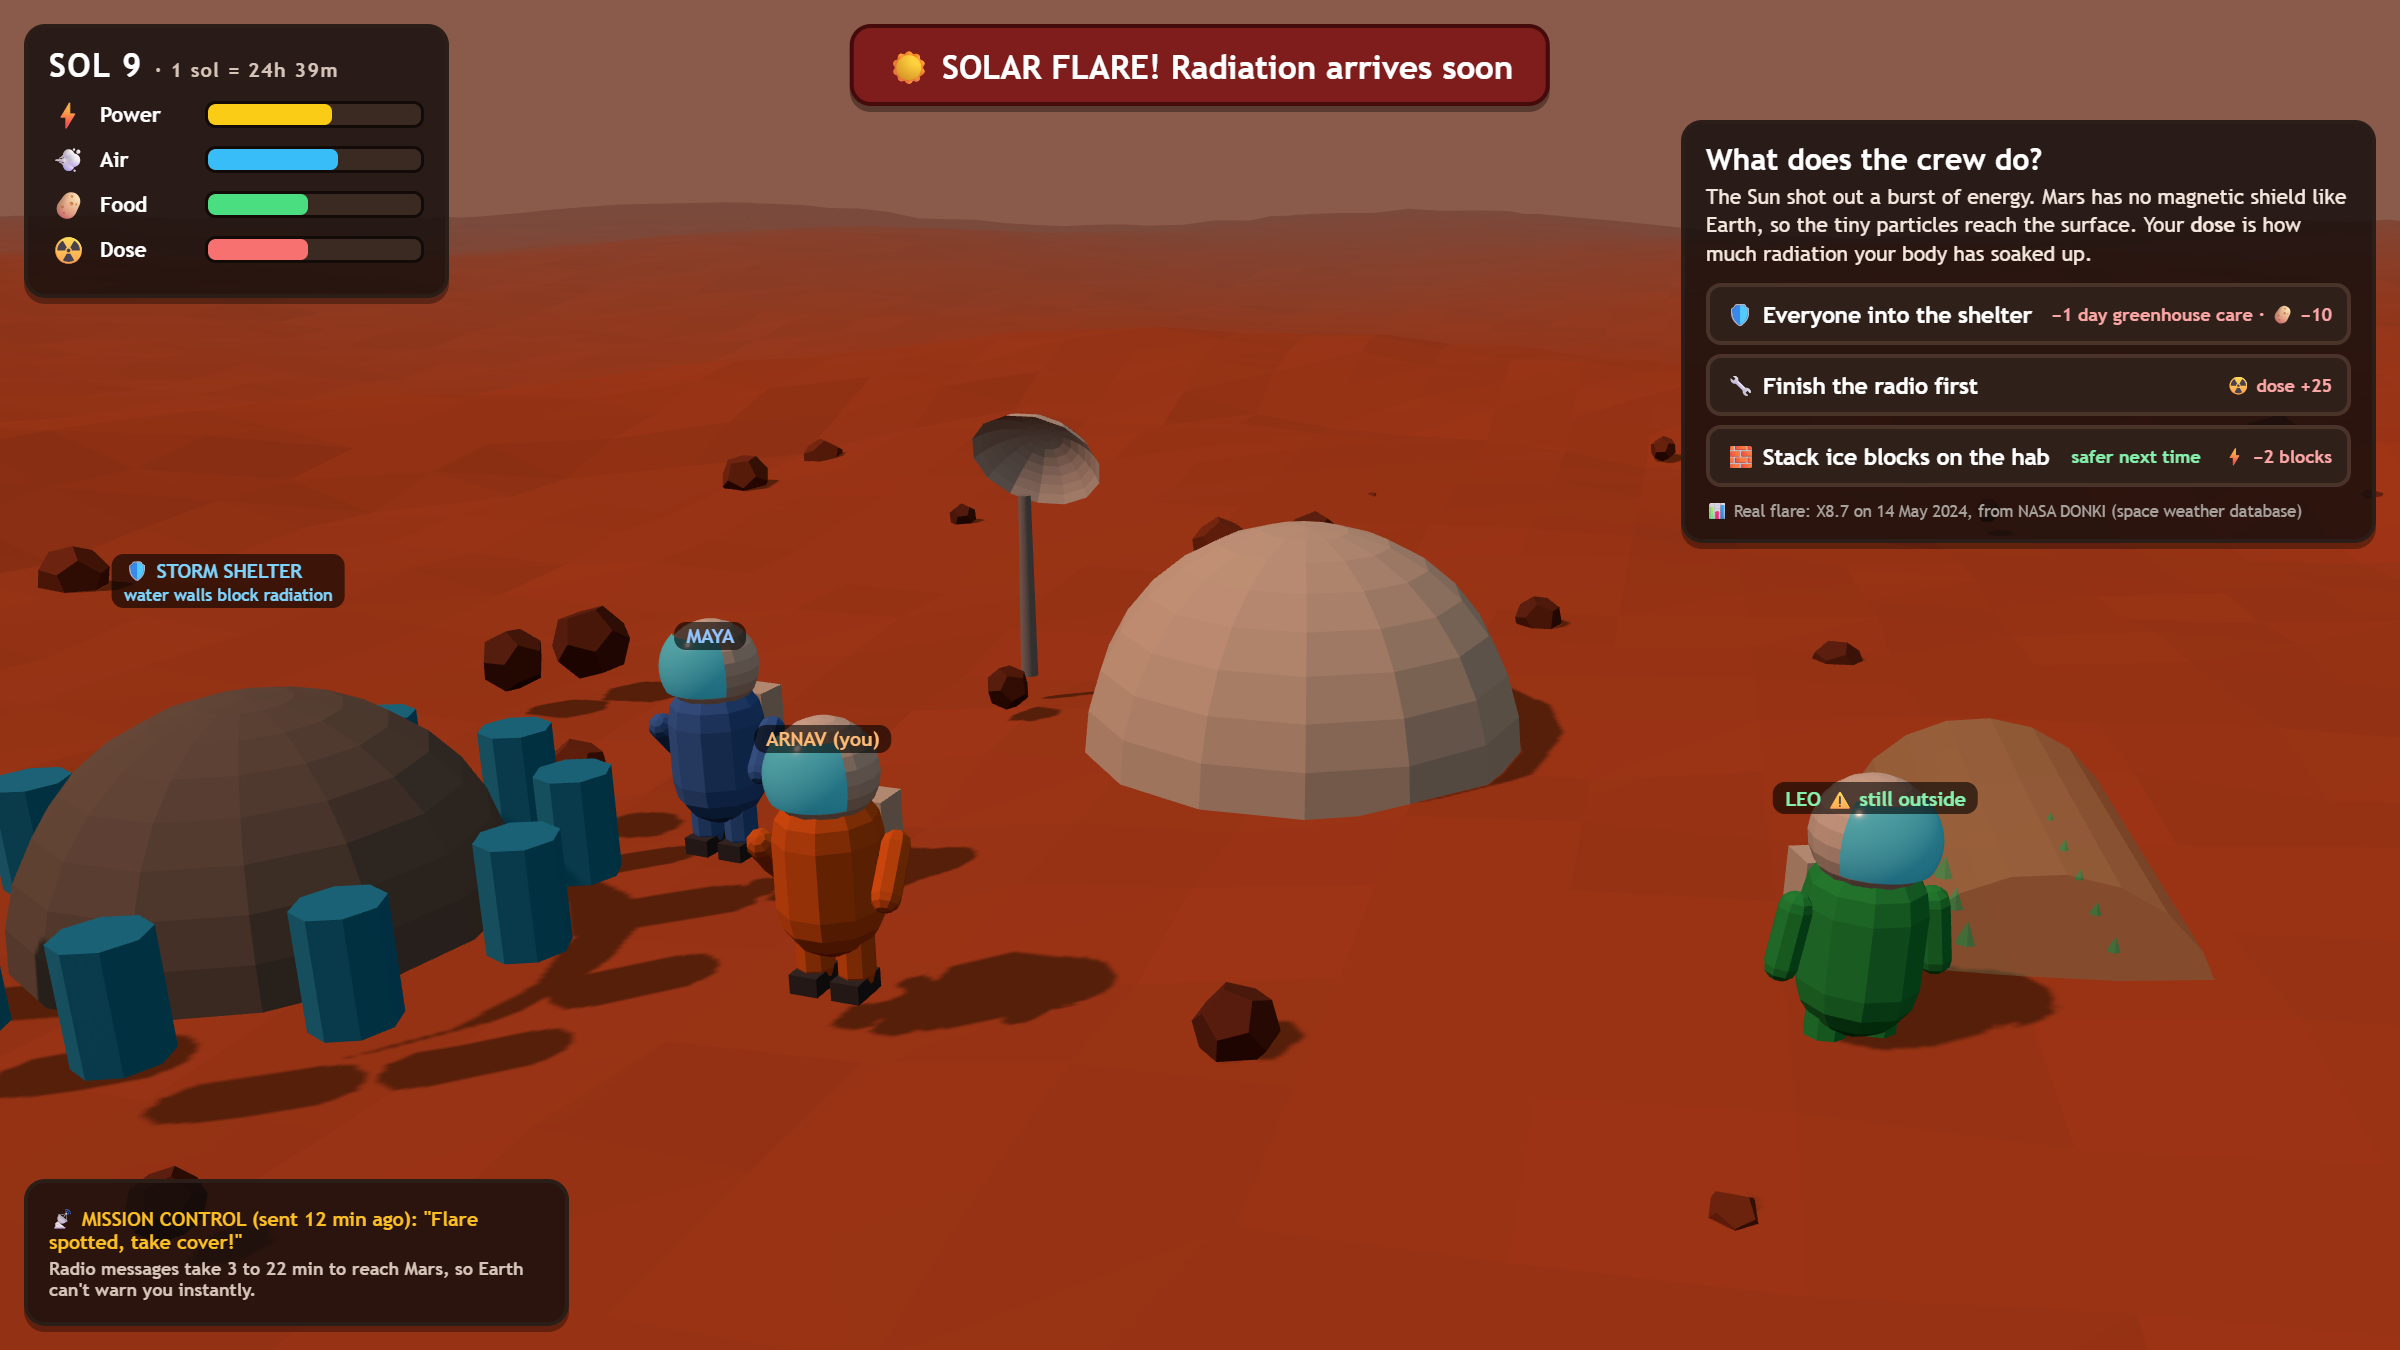 SOL 9 · 1 sol = 24h 39m
Power
Air
Food
Dose
SOLAR FLARE! Radiation arrives soon
What does the crew do?
The Sun shot out a burst of energy. Mars has no magnetic shield like
Earth, so the tiny particles reach the surface. Your dose is how
much radiation your body has soaked up.
Everyone into the shelter −1 day greenhouse care · −10
Finish the radio first dose +25
Stack ice blocks on the hab safer next time −2 blocks
Real flare: X8.7 on 14 May 2024, from NASA DONKI (space weather database)
STORM SHELTER
water walls block radiation
MAYA
ARNAV (you)
LEO ⚠️ still outside
MISSION CONTROL (sent 12 min ago): "Flare
spotted, take cover!"
Radio messages take 3 to 22 min to reach Mars, so Earth
can't warn you instantly.